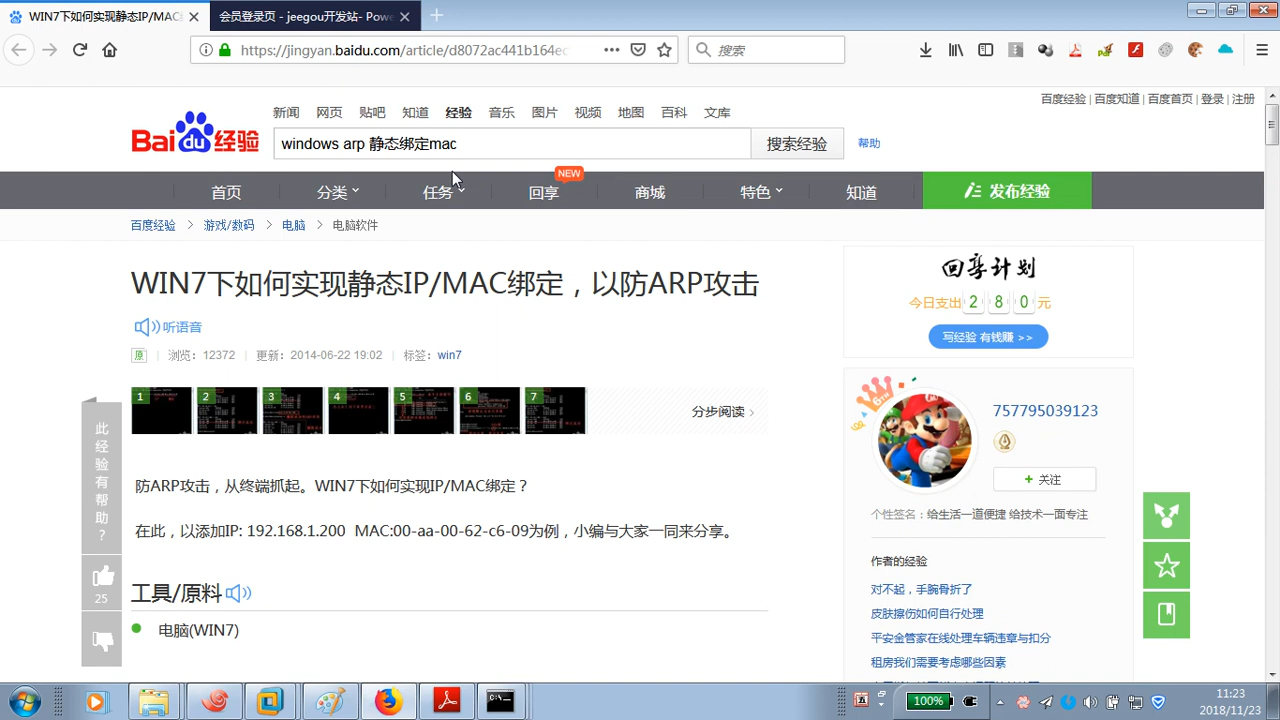 WIN7下如何实现静态IP/MAC
会员登录页 - jeegou开发站- Pow
https://jingyan.baidu.com/article/d8072ac441b164ec
搜索
百度经验 | 百度知道 | 百度首页 | 登录 | 注册
新闻 网页 贴吧 知道 经验 音乐 图片 视频 地图 百科 文库
Bai du 经验
windows arp 静态绑定mac
搜索经验
帮助
NEW
首页 分类 任务 回享 商城 特色 知道 发布经验
百度经验 > 游戏/数码 > 电脑 > 电脑软件
WIN7下如何实现静态IP/MAC绑定，以防ARP攻击
听语音
原 浏览：12372 更新：2014-06-22 19:02 标签：win7
1 2 3 4 5 6 7
分步阅读
防ARP攻击，从终端抓起。WIN7下如何实现IP/MAC绑定？
在此，以添加IP: 192.168.1.200 MAC:00-aa-00-62-c6-09为例，小编与大家一同来分享。
工具/原料
电脑(WIN7)
此经验有帮助？
25
回享计划
今日支出 2 8 0 元
写经验 有钱赚 >>
757795039123
+ 关注
个性签名：给生活一道便捷 给技术一面专注
作者的经验
对不起，手腕骨折了
皮肤擦伤如何自行处理
平安金管家在线处理车辆违章与扣分
租房我们需要考虑哪些因素
100%
11:23
2018/11/23